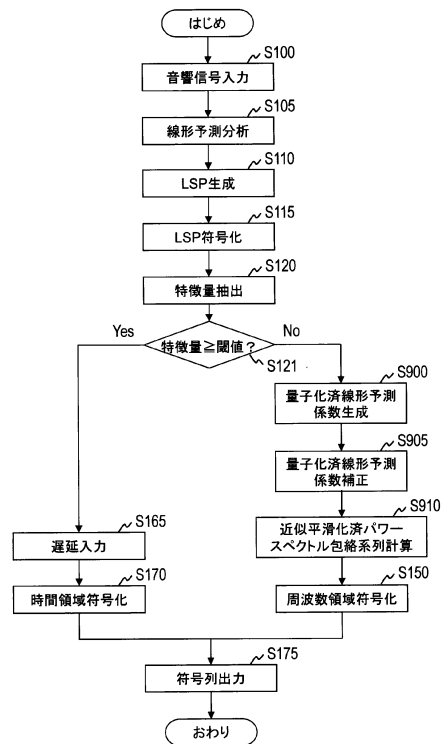 はじめ
S100
音響信号入力
S105
線形予測分析
S110
LSP生成
S115
LSP符号化
S120
特徴量抽出
Yes
No
特徴量≧閾値?
S121
S900
量子化済線形予測
係数生成
S905
量子化済線形予測
係数補正
S910
近似平滑化済パワー
スペクトル包絡系列計算
S165
遅延入力
S170
時間領域符号化
S150
周波数領域符号化
S175
符号列出力
おわり